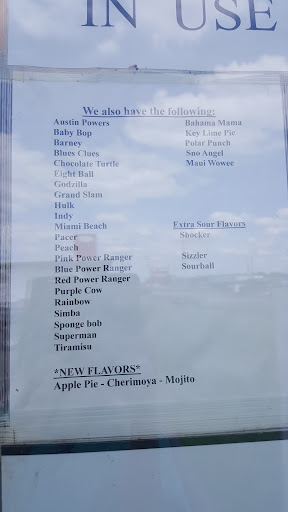 IN USE
We also have the following:
Austin Powers
Baby Bop
Barney
Blues Clues
Chocolate Turtle
Eight Ball
Godzilla
Grand Slam
Hulk
Indy
Miami Beach
Pacer
Peach
Pink Power Ranger
Blue Power Ranger
Red Power Ranger
Purple Cow
Rainbow
Simba
Sponge bob
Superman
Tiramisu
Bahama Mama
Key Lime Pie
Polar Punch
Sno Angel
Maui Wowee
Extra Sour Flavors
Shocker
Sizzler
Sourball
*NEW FLAVORS*
Apple Pie - Cherimoya - Mojito